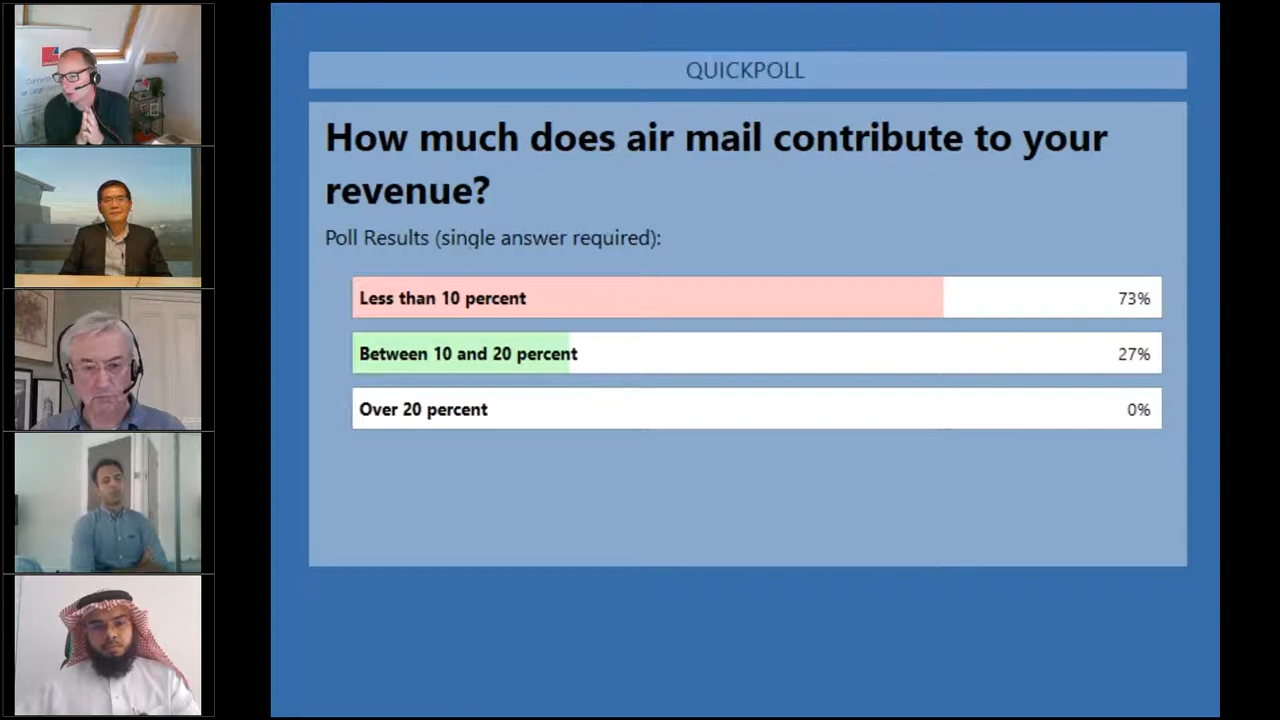 QUICKPOLL
How much does air mail contribute to your
revenue?
Poll Results (single answer required):
Less than 10 percent 73%
Between 10 and 20 percent 27%
Over 20 percent 0%